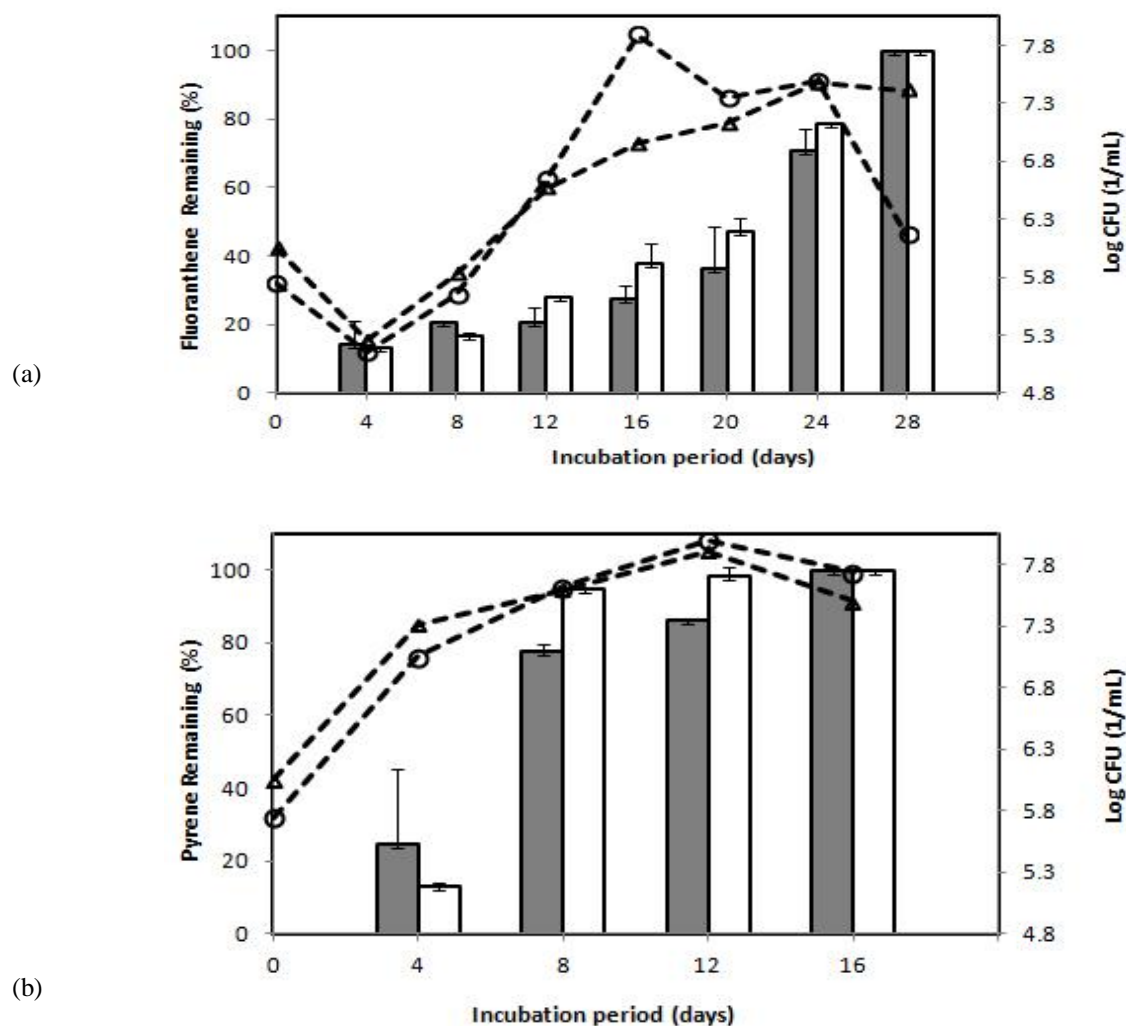 100
80
60
40
20
0
Fluoranthene Remaining (%)
7.8
7.3
6.8
6.3
5.8
5.3
4.8
Log CFU (1/mL)
0 4 8 12 16 20 24 28
Incubation period (days)
(a)
100
80
60
40
20
0
Pyrene Remaining (%)
7.8
7.3
6.8
6.3
5.8
5.3
4.8
Log CFU (1/mL)
0 4 8 12 16
Incubation period (days)
(b)